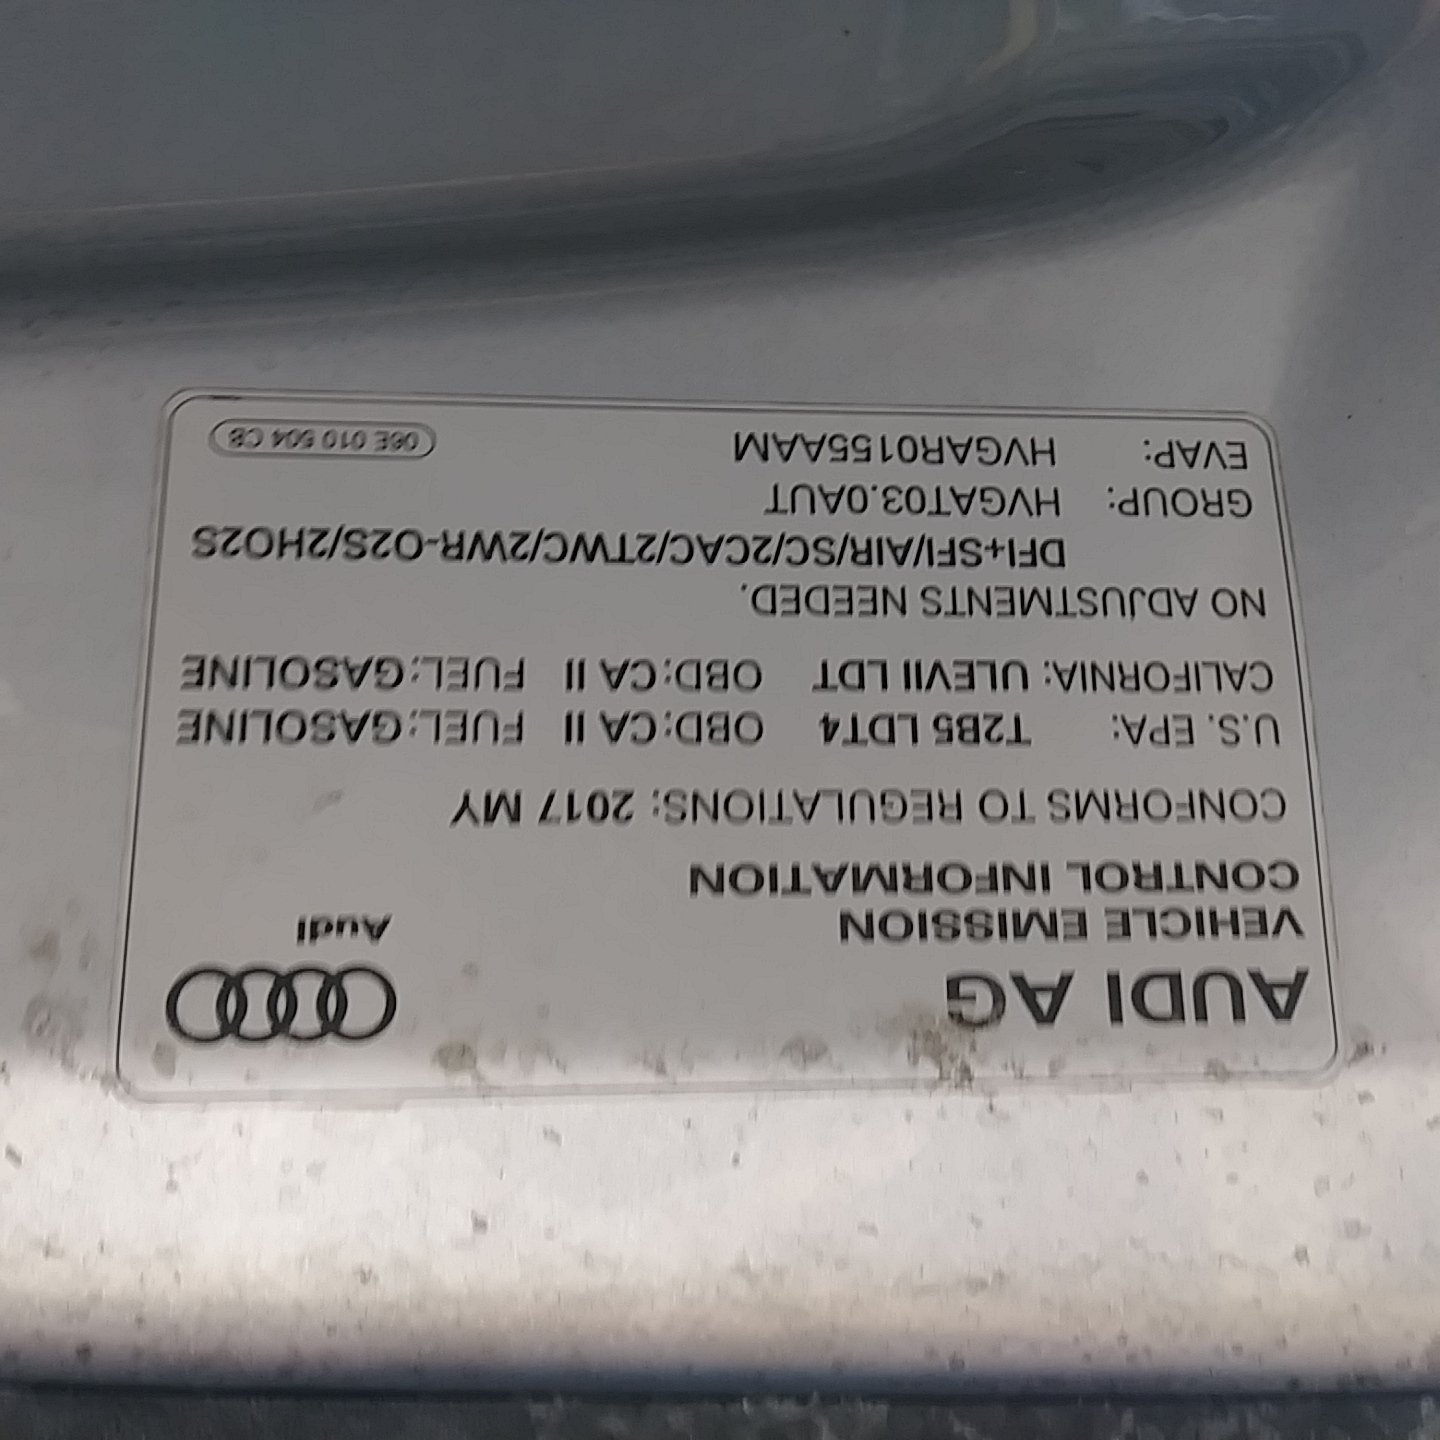 AUDI AG
VEHICLE EMISSION
CONTROL INFORMATION
Audi
CONFORMS TO REGULATIONS: 2017 MY
U.S. EPA: T2B5 LDT4 OBD:CA II FUEL:GASOLINE
CALIFORNIA: ULEVII LDT OBD:CA II FUEL:GASOLINE
NO ADJUSTMENTS NEEDED.
DFI+SFI/AIR/SC/2CAC/2TWC/2WR-O2S/2HO2S
GROUP: HVGAT03.0AUT
EVAP: HVGAR0155AAM
06E 010 504 CB